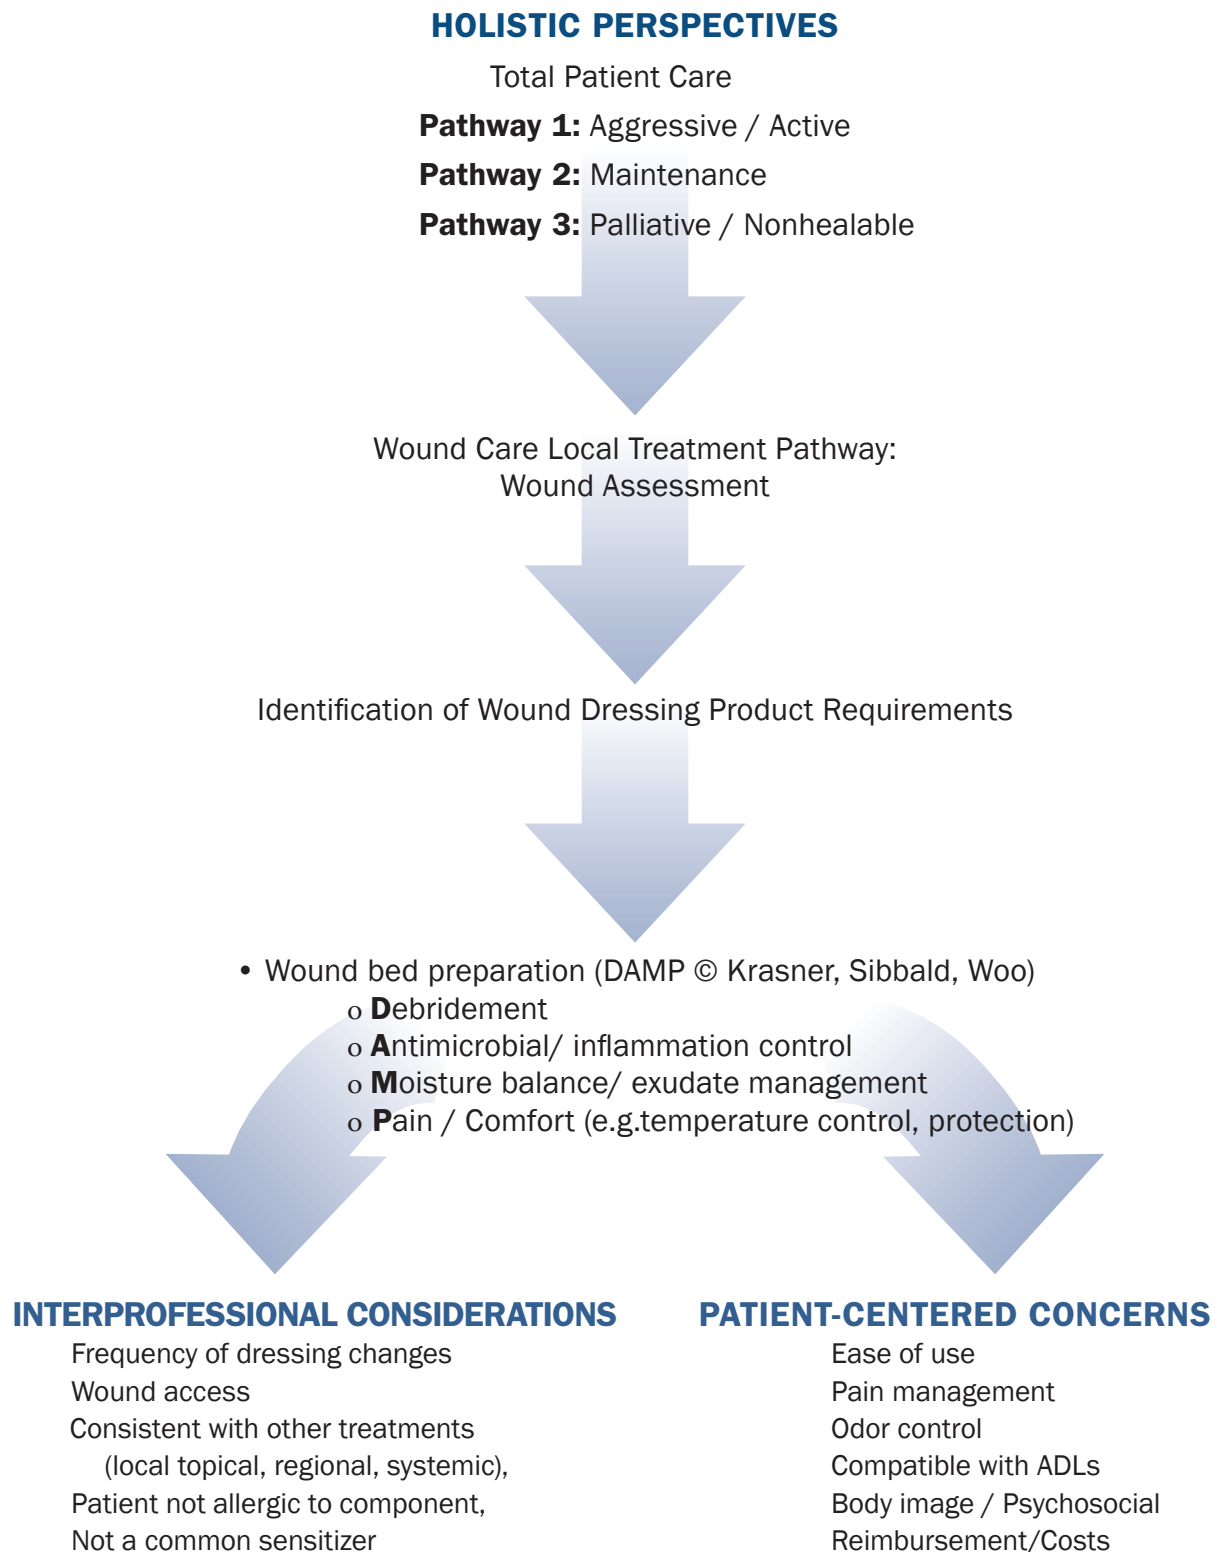 HOLISTIC PERSPECTIVES
Total Patient Care
Pathway 1: Aggressive / Active
Pathway 2: Maintenance
Pathway 3: Palliative / Nonhealable
Wound Care Local Treatment Pathway:
Wound Assessment
Identification of Wound Dressing Product Requirements
• Wound bed preparation (DAMP © Krasner, Sibbald, Woo)
o Debridement
o Antimicrobial/ inflammation control
o Moisture balance/ exudate management
o Pain / Comfort (e.g.temperature control, protection)
INTERPROFESSIONAL CONSIDERATIONS
Frequency of dressing changes
Wound access
Consistent with other treatments
(local topical, regional, systemic),
Patient not allergic to component,
Not a common sensitizer
PATIENT-CENTERED CONCERNS
Ease of use
Pain management
Odor control
Compatible with ADLs
Body image / Psychosocial
Reimbursement/Costs